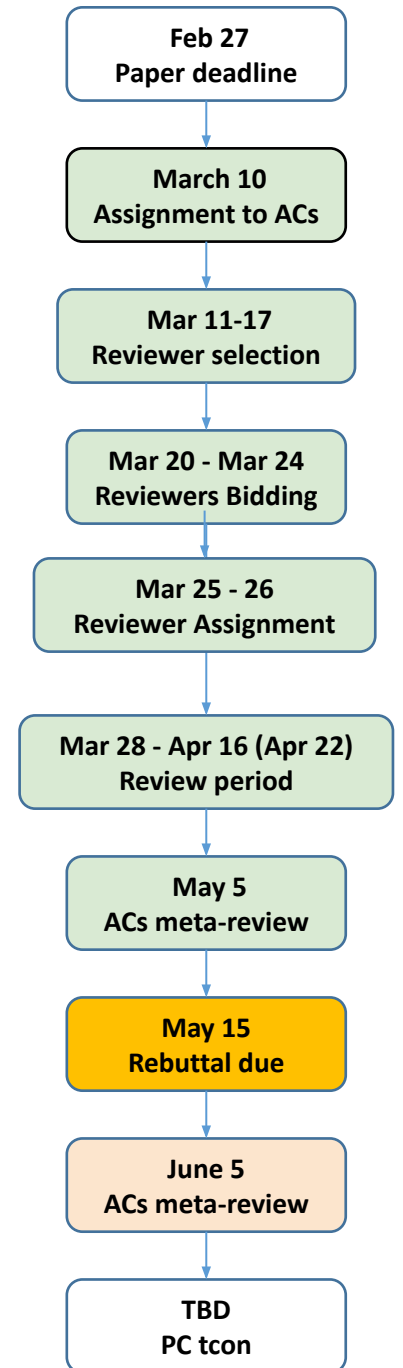 Feb 27
Paper deadline
March 10
Assignment to ACs
Mar 11-17
Reviewer selection
Mar 20 - Mar 24
Reviewers Bidding
Mar 25 - 26
Reviewer Assignment
Mar 28 - Apr 16 (Apr 22)
Review period
May 5
ACs meta-review
May 15
Rebuttal due
June 5
ACs meta-review
TBD
PC tcon